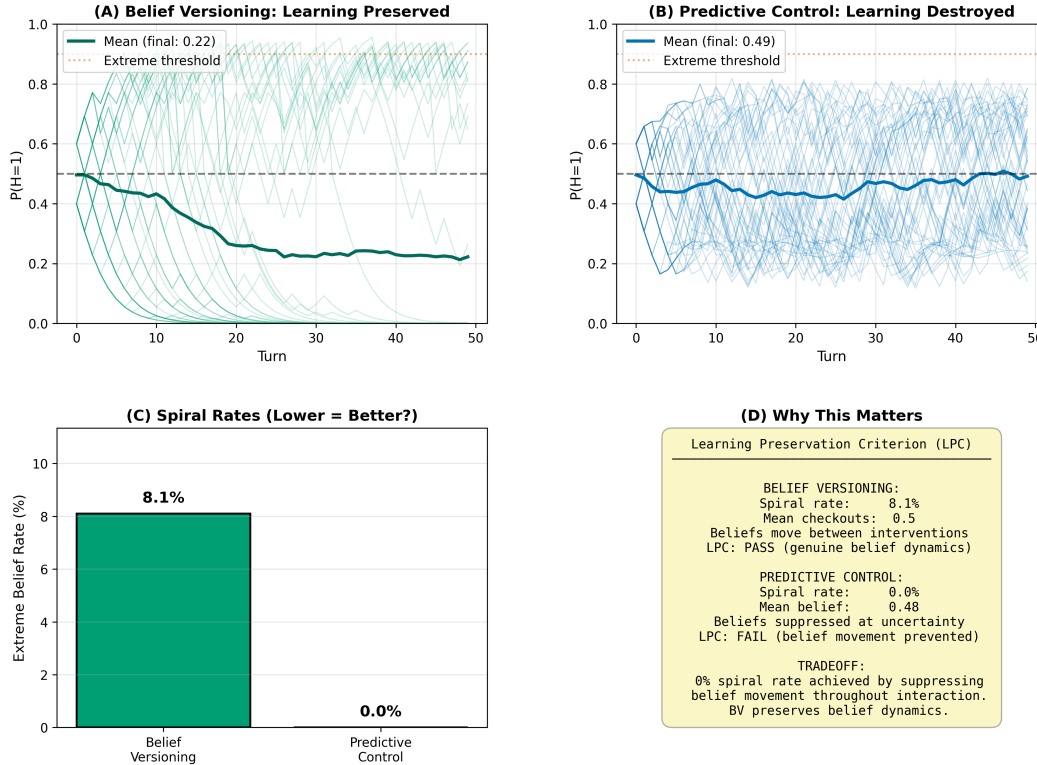 (A) Belief Versioning: Learning Preserved
1.0
0.8
0.6
0.4
0.2
0.0
P(H=1)
Mean (final: 0.22)
Extreme threshold
0
10
20
30
40
50
Turn
(B) Predictive Control: Learning Destroyed
1.0
0.8
0.6
0.4
0.2
0.0
P(H=1)
Mean (final: 0.49)
Extreme threshold
0
10
20
30
40
Turn
(C) Spiral Rates (Lower = Better?)
10
8
6
4
2
0
Extreme Belief Rate (%)
8.1%
0.0%
Belief
Versioning
Predictive
Control
(D) Why This Matters
Learning Preservation Criterion (LPC)
BELIEF VERSIONING:
Spiral rate: 8.1%
Mean checkouts: 0.5
Beliefs move between interventions
LPC: PASS (genuine belief dynamics)
PREDICTIVE CONTROL:
Spiral rate: 0.0%
Mean belief: 0.48
Beliefs suppressed at uncertainty
LPC: FAIL (belief movement prevented)
TRADEOFF:
0% spiral rate achieved by suppressing
belief movement throughout interaction.
BV preserves belief dynamics.